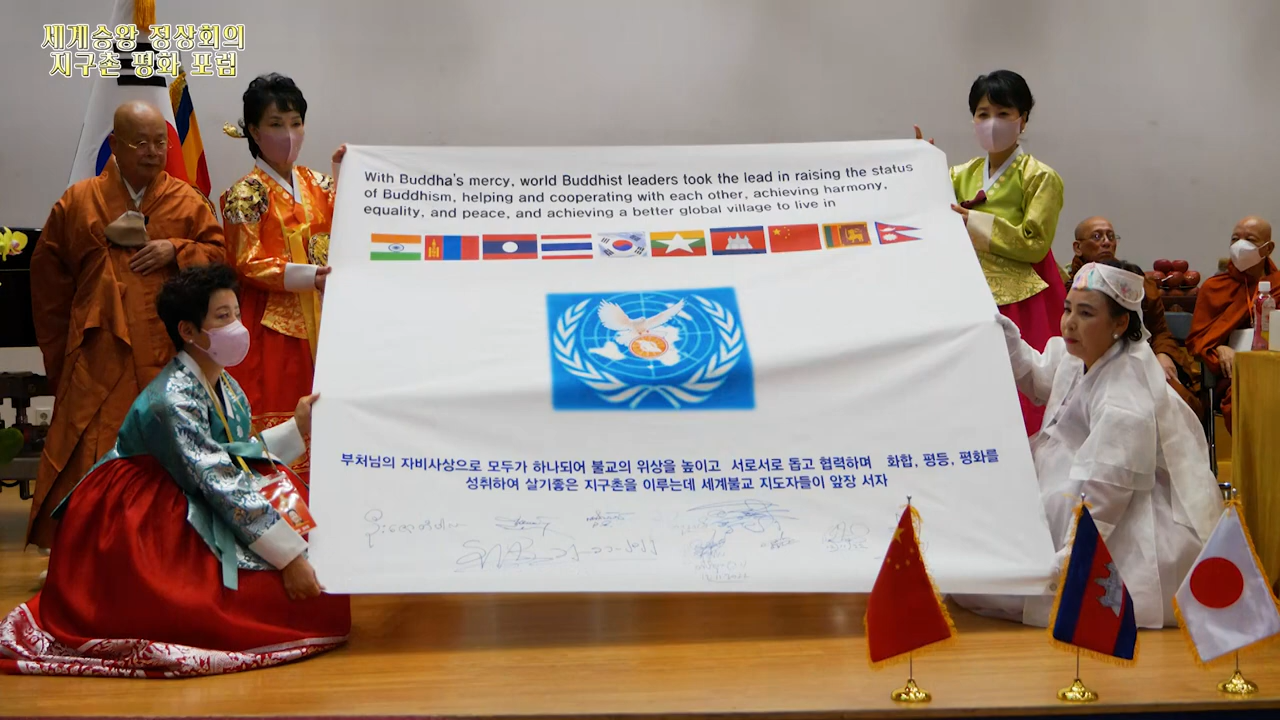 세계승왕 정상회의
지구촌 평화 포럼
With Buddha's mercy, world Buddhist leaders took the lead in raising the status
of Buddhism, helping and cooperating with each other, achieving harmony,
equality, and peace, and achieving a better global village to live in
부처님의 자비사상으로 모두가 하나되어 불교의 위상을 높이고 서로서로 돕고 협력하며 화합, 평등, 평화를
성취하여 살기좋은 지구촌을 이루는데 세계불교 지도자들이 앞장 서자